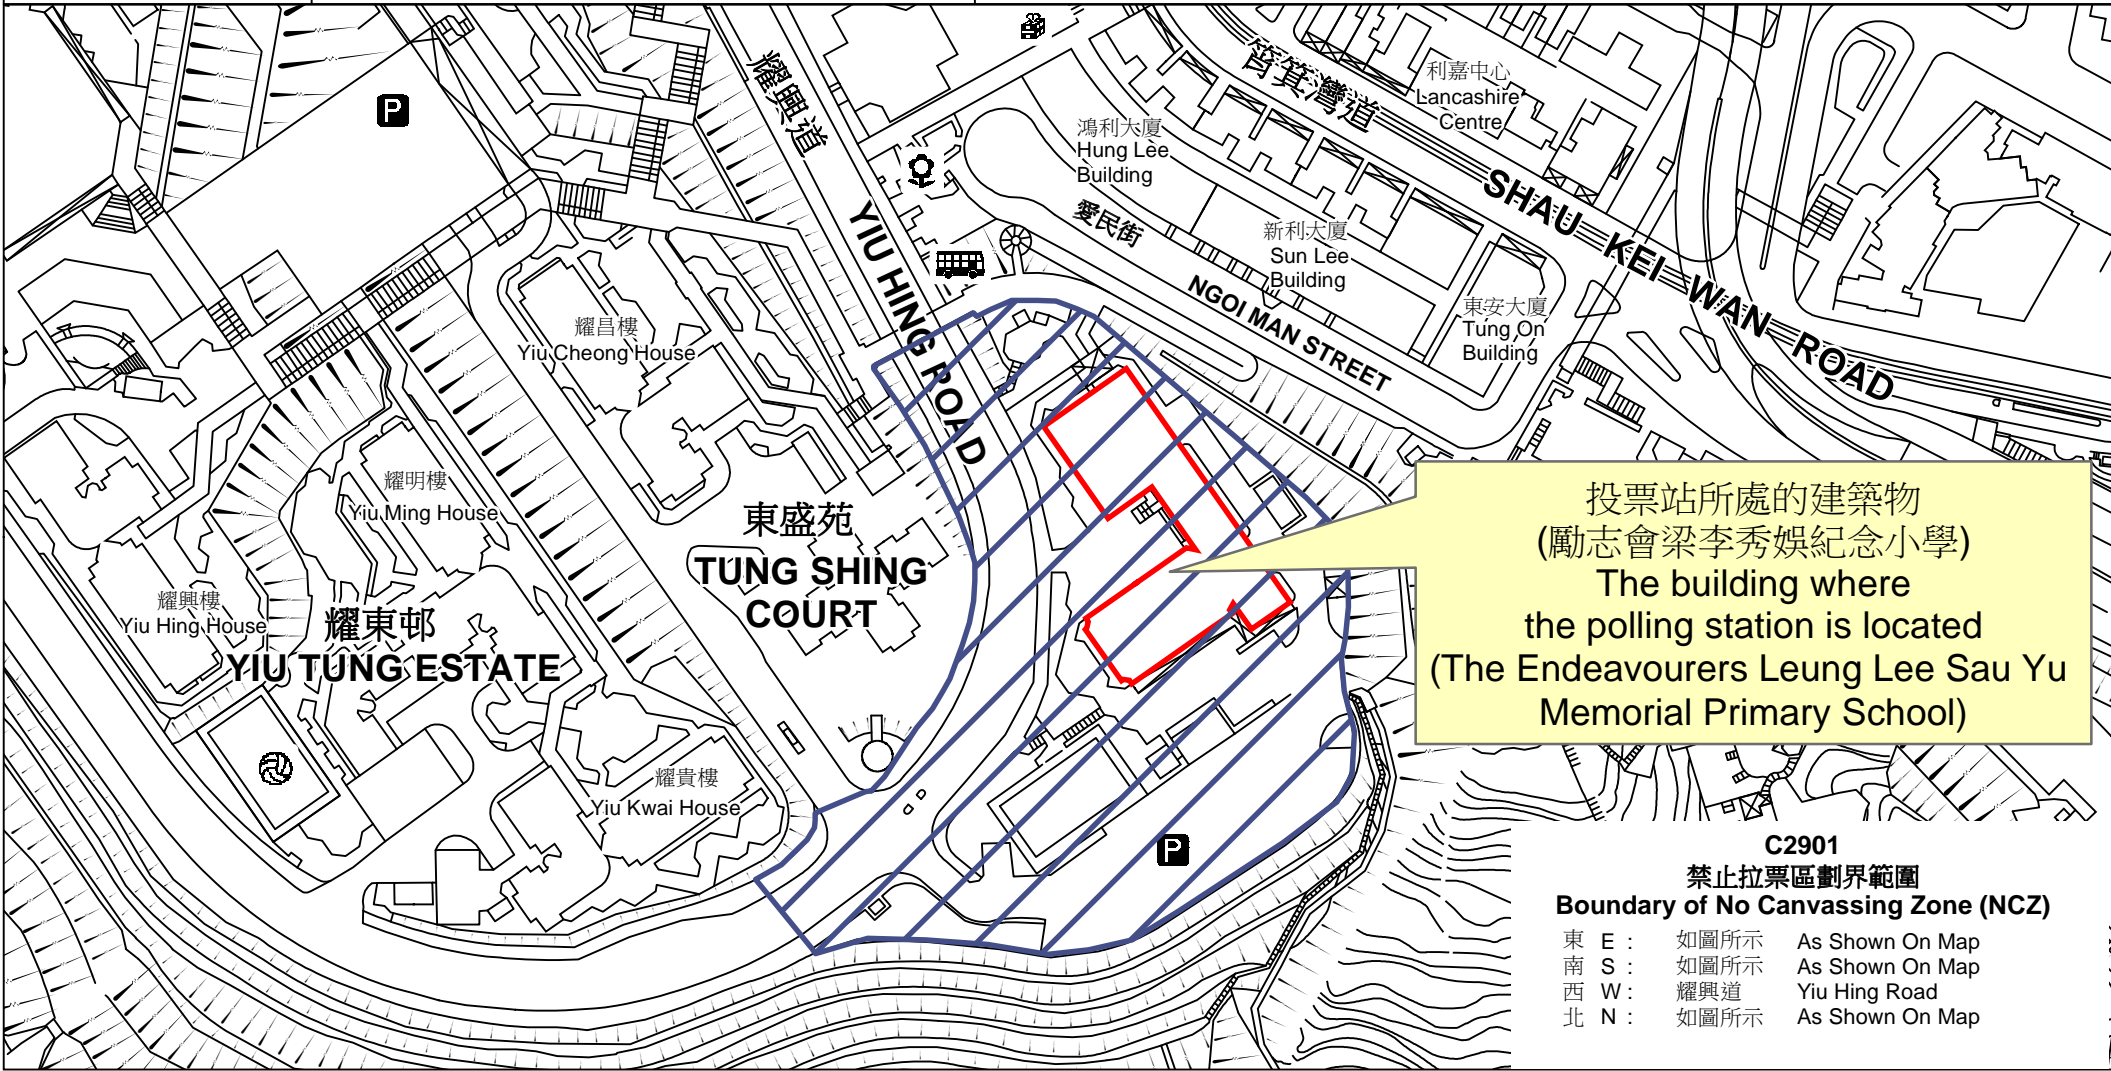 筲箕灣道
利嘉中心
Lancashire
Centre
耀興道
鴻利大廈
Hung Lee
Building
SHAU KEI WAN ROAD
愛民街
新利大廈
Sun Lee
Building
YIU HING ROAD
NGOI MAN STREET
東安大廈
Tung On
Building
耀昌樓
Yiu Cheong House
耀明樓
Yiu Ming House
東盛苑
TUNG SHING
COURT
耀興樓
Yiu Hing House
耀東邨
YIU TUNG ESTATE
耀貴樓
Yiu Kwai House
P
P
投票站所處的建築物
(勵志會梁李秀娛紀念小學)
The building where
the polling station is located
(The Endeavourers Leung Lee Sau Yu
Memorial Primary School)
C2901
禁止拉票區劃界範圍
Boundary of No Canvassing Zone (NCZ)
東 E : 如圖所示 As Shown On Map
南 S : 如圖所示 As Shown On Map
西 W : 耀興道 Yiu Hing Road
北 N : 如圖所示 As Shown On Map